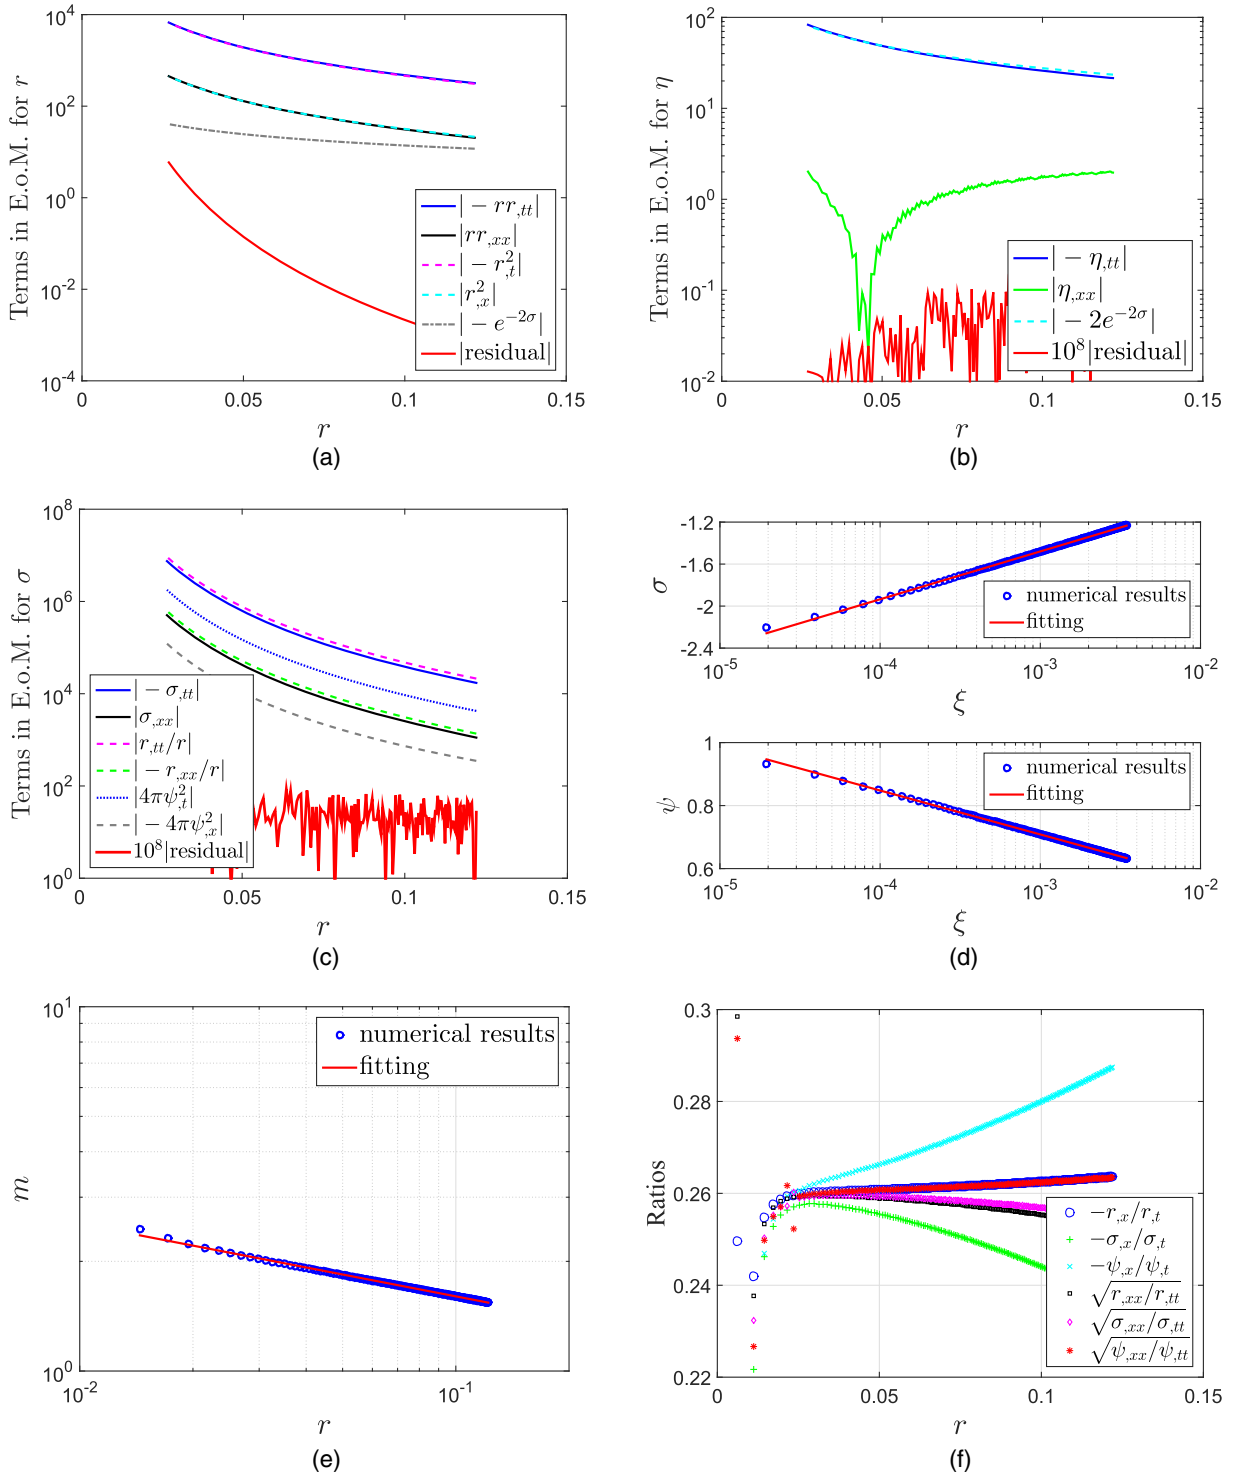 Terms in E.o.M. for r
10^4
10^2
10^0
10^-2
10^-4
0
0.05
0.1
0.15
|− rr,tt|
|rr,xx|
|− r²,t|
|r²,x|
|− e^−2σ|
|residual|
r
(a)
Terms in E.o.M. for η
10^2
10^1
10^0
10^-1
10^-2
0
0.05
0.1
0.15
|− η,tt|
|η,xx|
|− 2e^−2σ|
10^8|residual|
r
(b)
Terms in E.o.M. for σ
10^8
10^6
10^4
10^2
10^0
0
0.05
0.1
0.15
|− σ,tt|
|σ,xx|
|r,tt/r|
|− r,xx/r|
|4πψ²,t|
|− 4πψ²,x|
10^8|residual|
r
(c)
σ
-1.2
-1.6
-2
-2.4
10^-5
10^-4
10^-3
10^-2
numerical results
fitting
ξ
ψ
1
0.8
0.6
10^-5
10^-4
10^-3
10^-2
numerical results
fitting
ξ
(d)
m
10^1
10^0
10^-2
10^-1
numerical results
fitting
r
(e)
Ratios
0.3
0.28
0.26
0.24
0.22
0
0.05
0.1
0.15
−r,x/r,t
−σ,x/σ,t
−ψ,x/ψ,t
√r,xx/r,tt
√σ,xx/σ,tt
√ψ,xx/ψ,tt
r
(f)